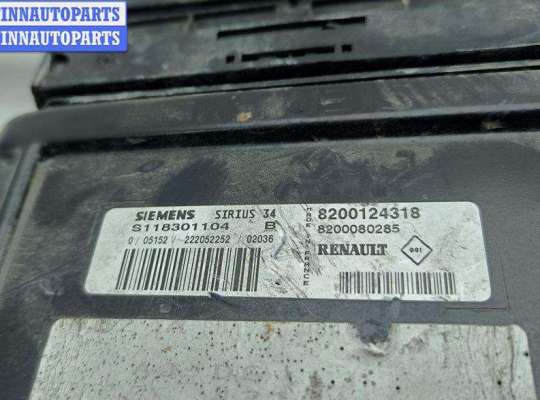 INNAUTOPARTS
INNAUTOPARTS
SIEMENS SIRIUS 34
S118301104 B
0/05152 V-222052252 /02036
8200124318
8200080285
RENAULT